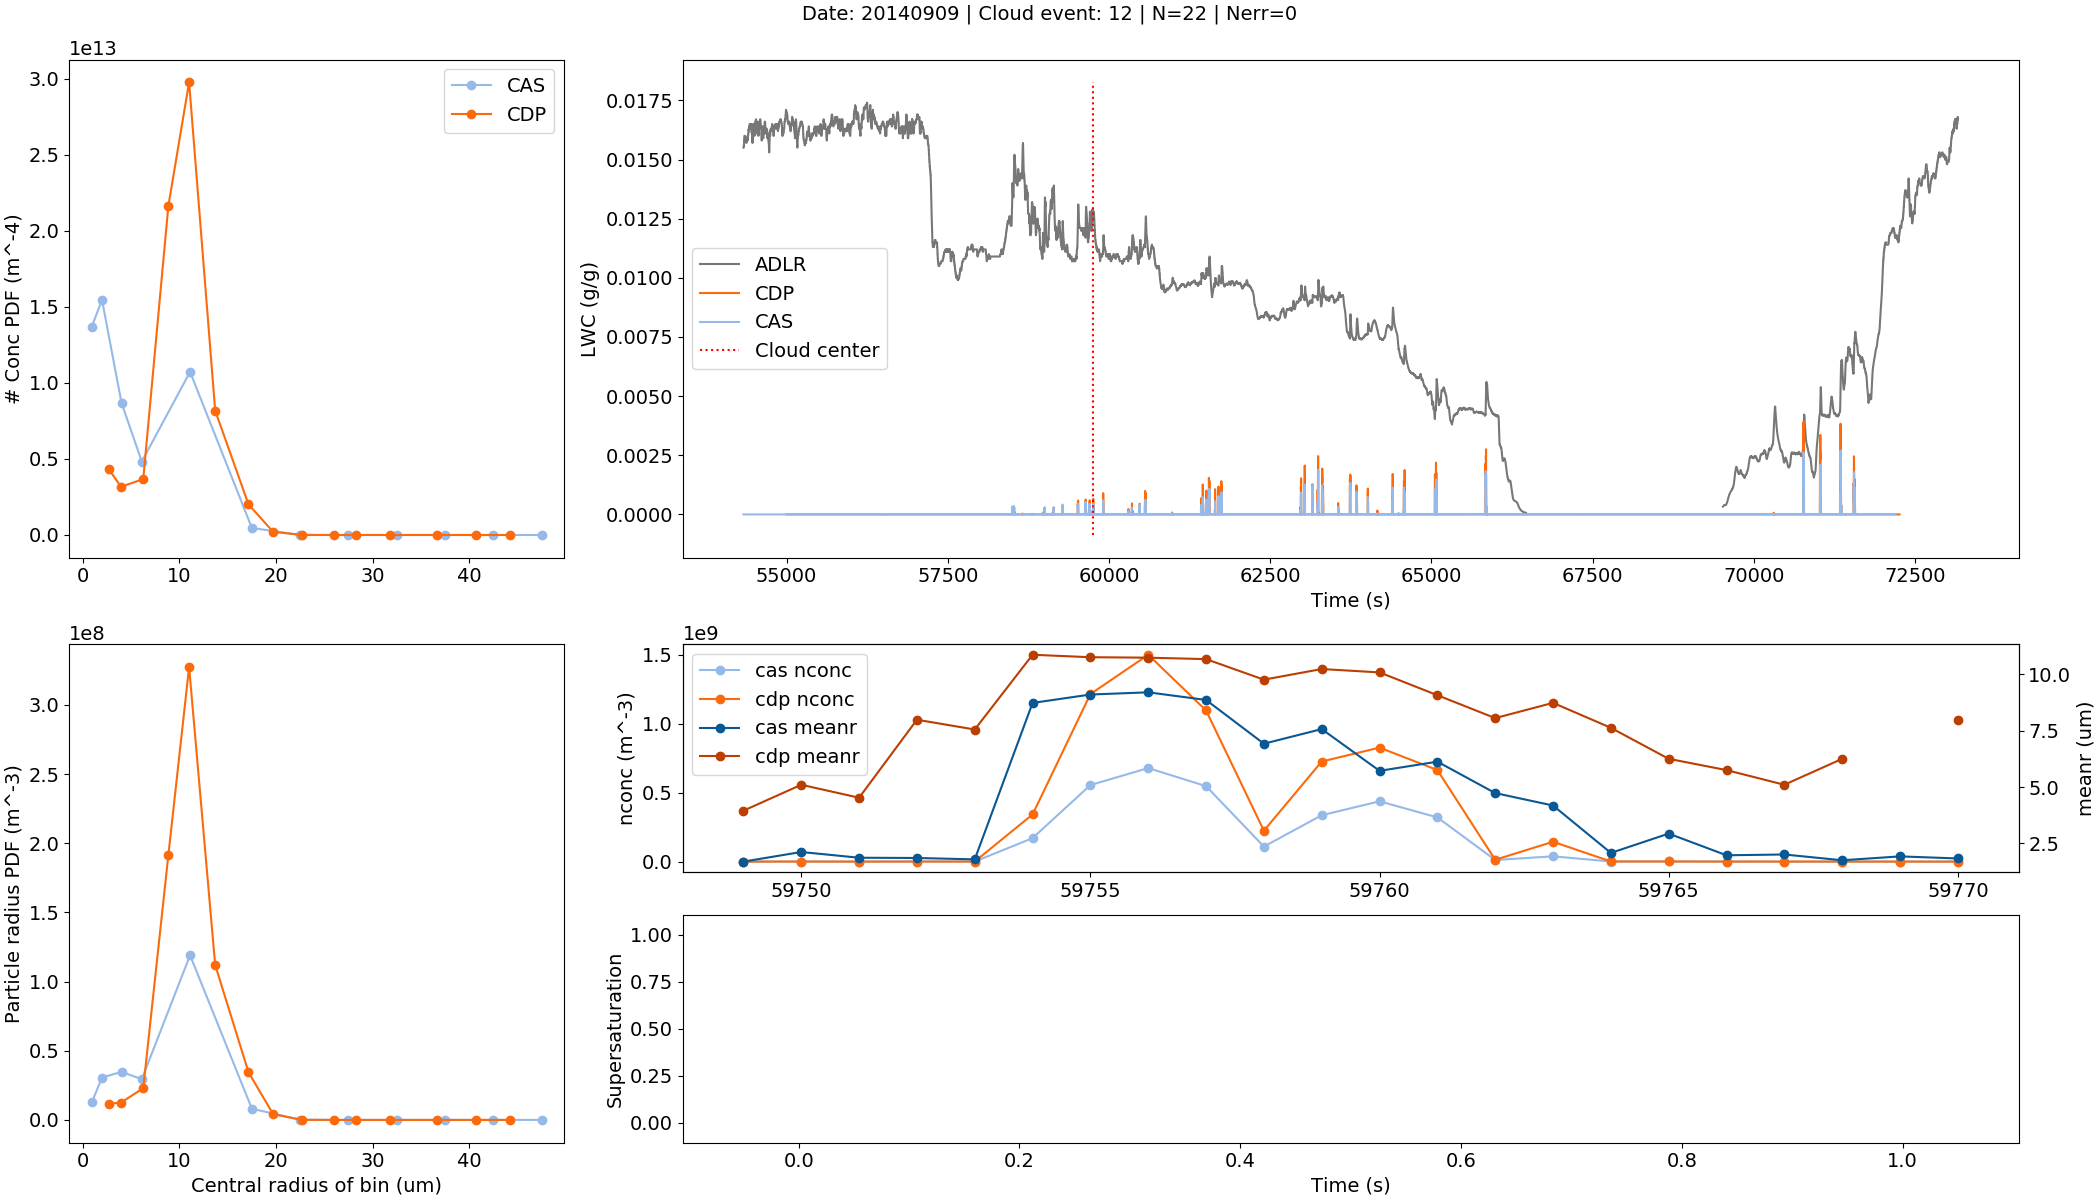 Date: 20140909 | Cloud event: 12 | N=22 | Nerr=0
1e13
3.0
2.5
2.0
1.5
1.0
0.5
0.0
# Conc PDF (m^-4)
CAS
CDP
0 10 20 30 40
0.0175
0.0150
0.0125
0.0100
0.0075
0.0050
0.0025
0.0000
LWC (g/g)
ADLR
CDP
CAS
Cloud center
55000 57500 60000 62500 65000 67500 70000 72500
Time (s)
1e8
3.0
2.5
2.0
1.5
1.0
0.5
0.0
Particle radius PDF (m^-3)
0 10 20 30 40
Central radius of bin (um)
1e9
1.5
1.0
0.5
0.0
nconc (m^-3)
cas nconc
cdp nconc
cas meanr
cdp meanr
10.0
7.5
5.0
2.5
meanr (um)
59750 59755 59760 59765 59770
1.00
0.75
0.50
0.25
0.00
Supersaturation
0.0 0.2 0.4 0.6 0.8 1.0
Time (s)